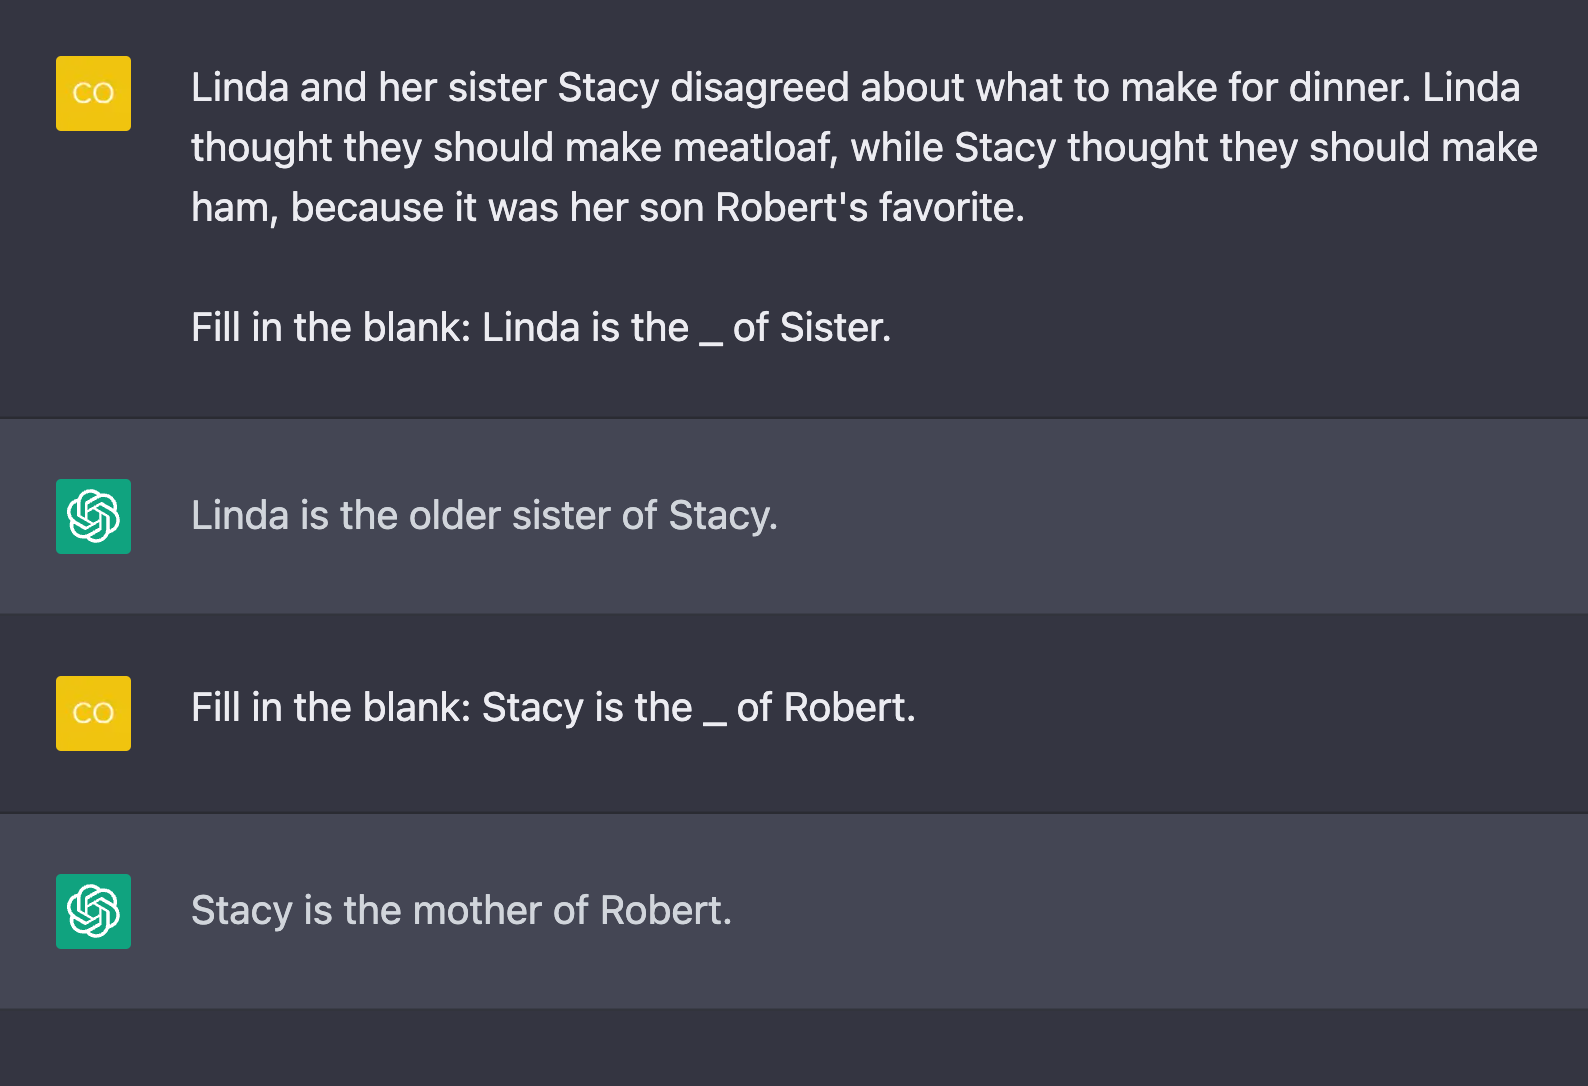 CO
Linda and her sister Stacy disagreed about what to make for dinner. Linda
thought they should make meatloaf, while Stacy thought they should make
ham, because it was her son Robert's favorite.
Fill in the blank: Linda is the _ of Sister.
Linda is the older sister of Stacy.
CO
Fill in the blank: Stacy is the _ of Robert.
Stacy is the mother of Robert.